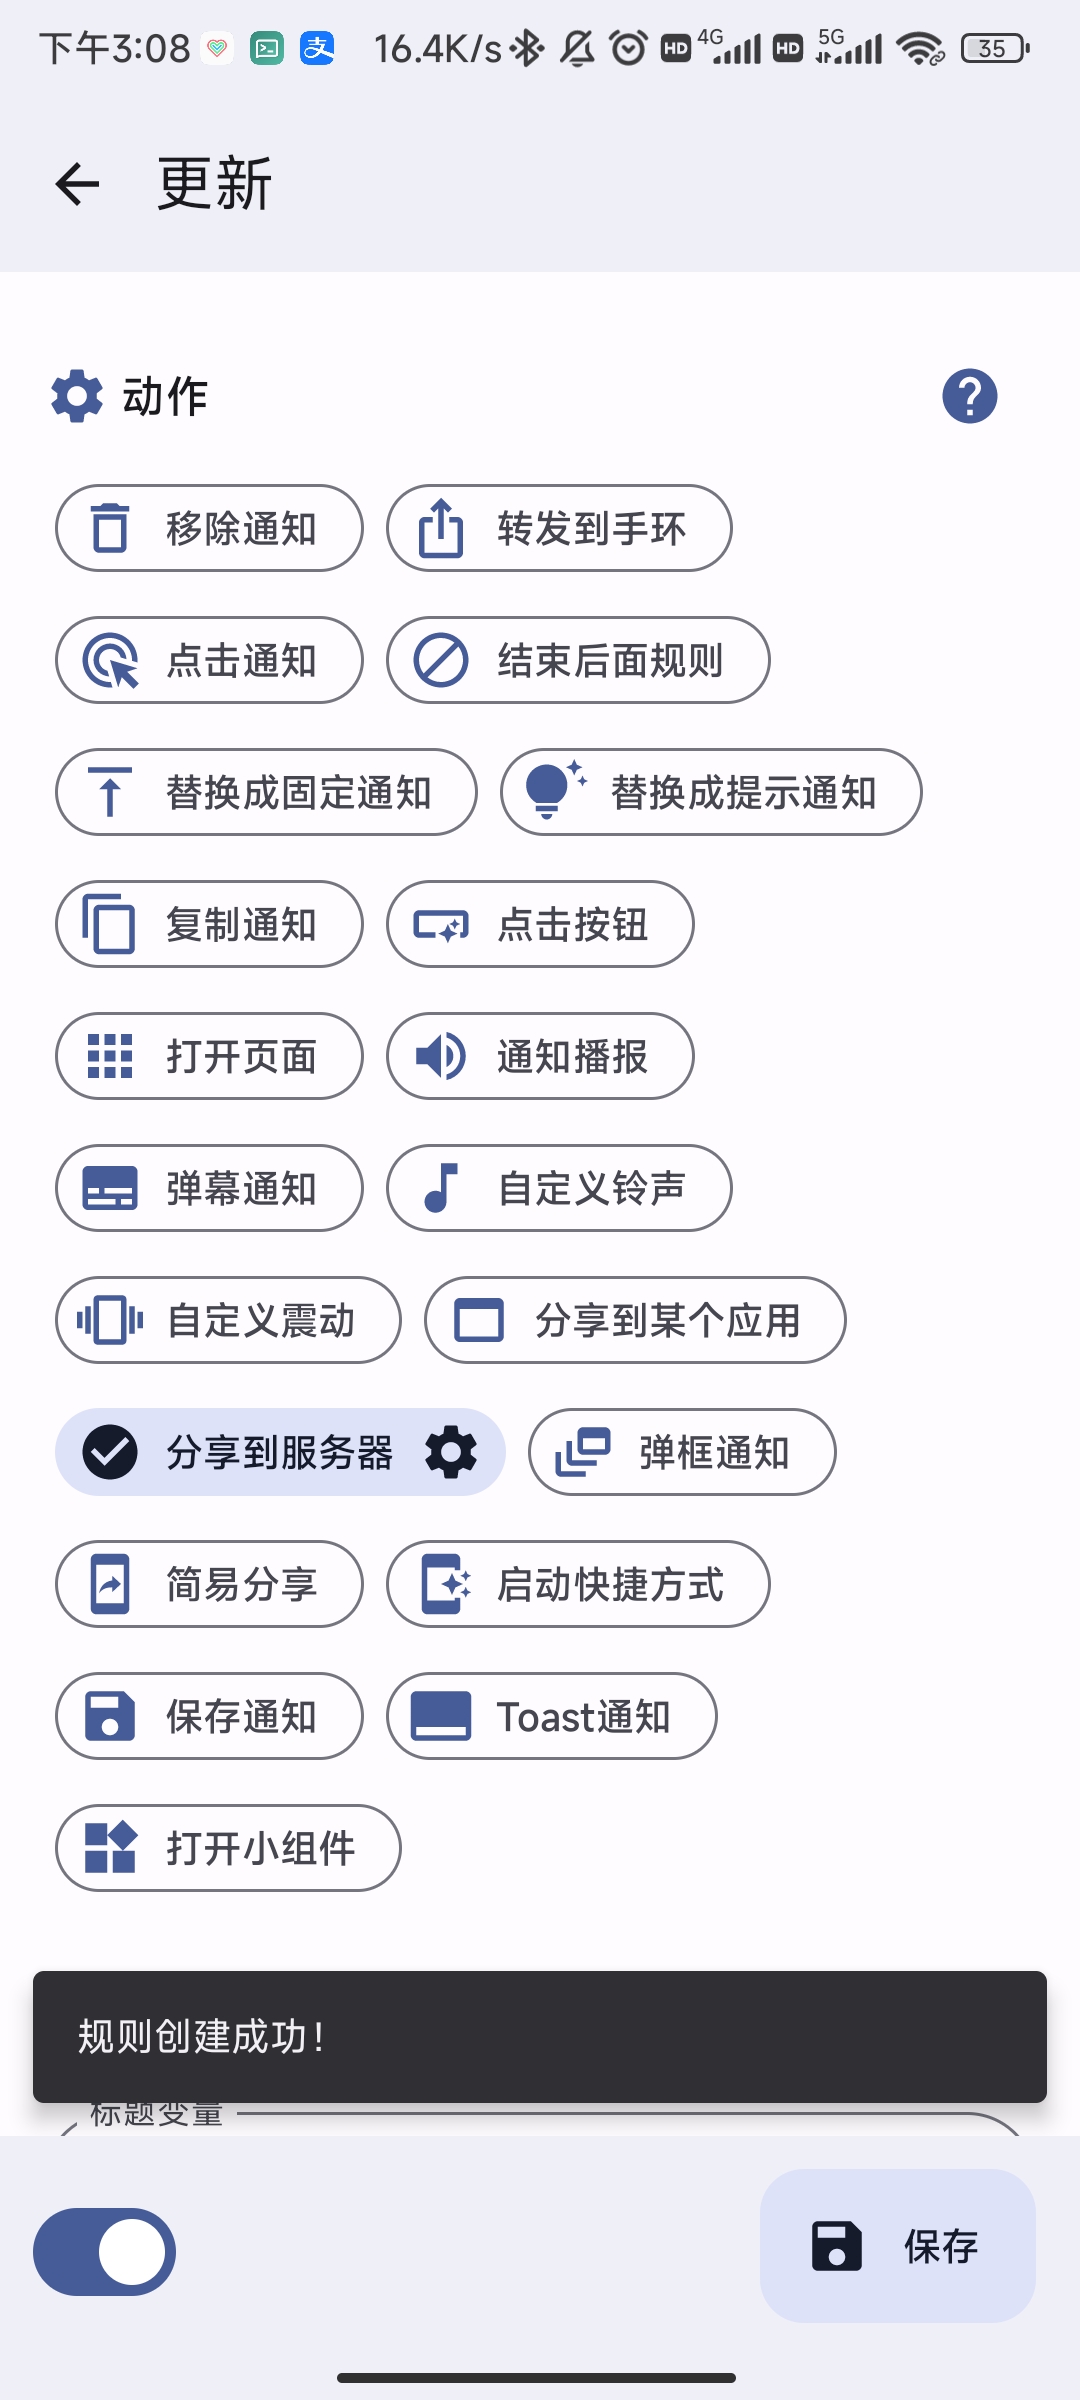 下午3:08 16.4K/s HD 4G HD 5G 35
更新
动作
移除通知 转发到手环
点击通知 结束后面规则
替换成固定通知 替换成提示通知
复制通知 点击按钮
打开页面 通知播报
弹幕通知 自定义铃声
自定义震动 分享到某个应用
分享到服务器 弹框通知
简易分享 启动快捷方式
保存通知 Toast通知
打开小组件
规则创建成功！
标题变量
保存